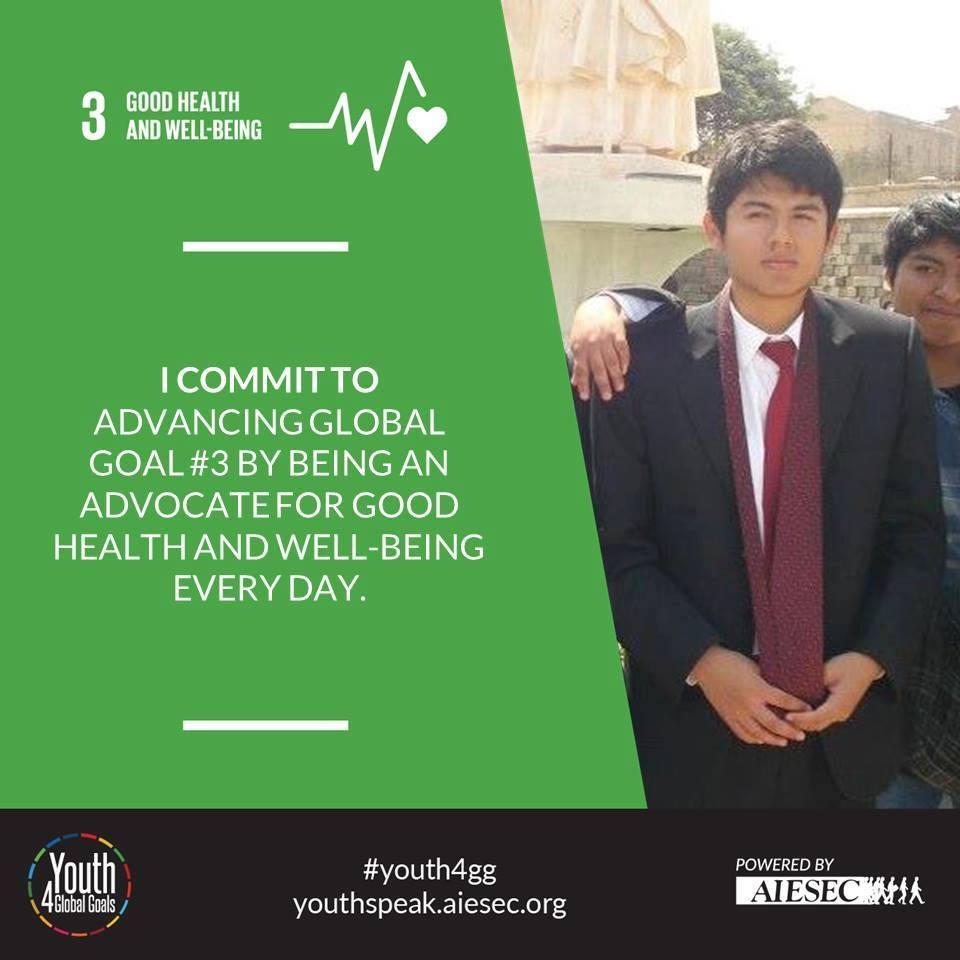 3 GOOD HEALTH
AND WELL-BEING
I COMMIT TO
ADVANCING GLOBAL
GOAL #3 BY BEING AN
ADVOCATE FOR GOOD
HEALTH AND WELL-BEING
EVERY DAY.
Youth
4 Global Goals
#youth4gg
youthspeak.aiesec.org
POWERED BY
AIESEC